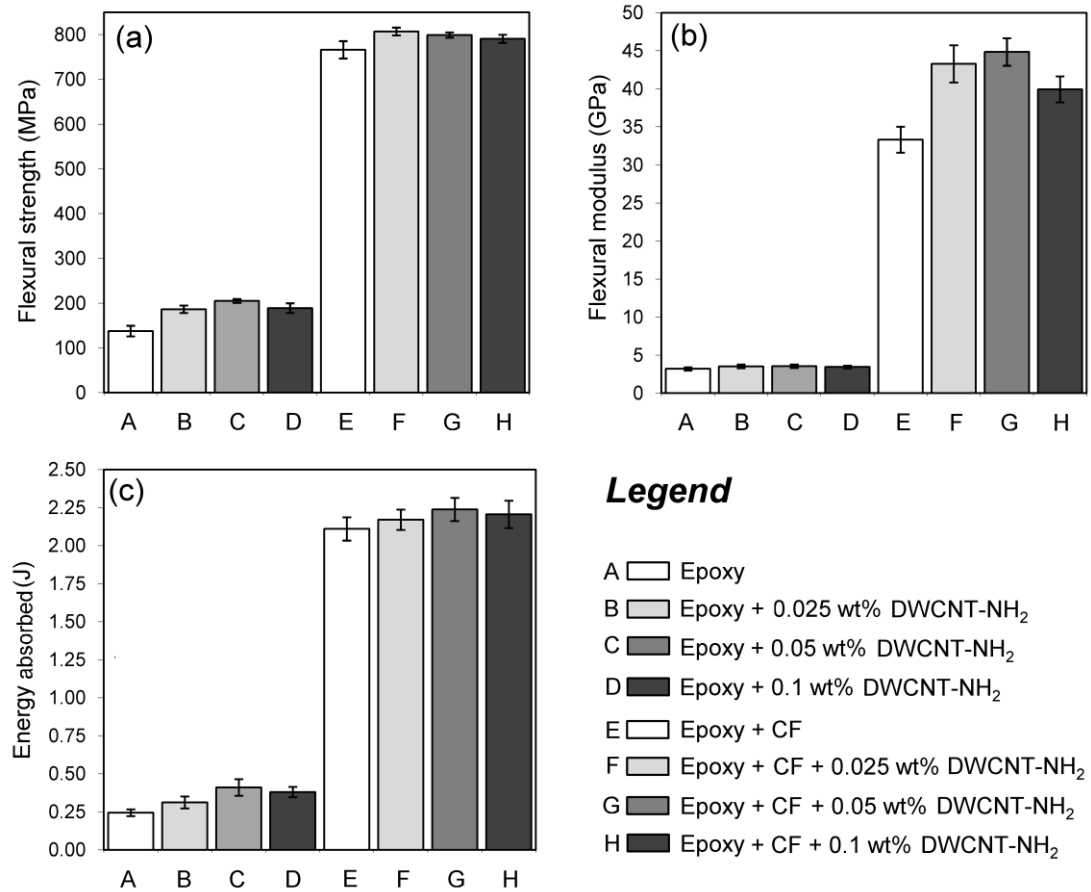 (a)
Flexural strength (MPa)
800
700
600
500
400
300
200
100
0
A B C D E F G H
(b)
Flexural modulus (GPa)
50
45
40
35
30
25
20
15
10
5
0
A B C D E F G H
(c)
Energy absorbed (J)
2.50
2.25
2.00
1.75
1.50
1.25
1.00
0.75
0.50
0.25
0.00
A B C D E F G H
Legend
A Epoxy
B Epoxy + 0.025 wt% DWCNT-NH₂
C Epoxy + 0.05 wt% DWCNT-NH₂
D Epoxy + 0.1 wt% DWCNT-NH₂
E Epoxy + CF
F Epoxy + CF + 0.025 wt% DWCNT-NH₂
G Epoxy + CF + 0.05 wt% DWCNT-NH₂
H Epoxy + CF + 0.1 wt% DWCNT-NH₂